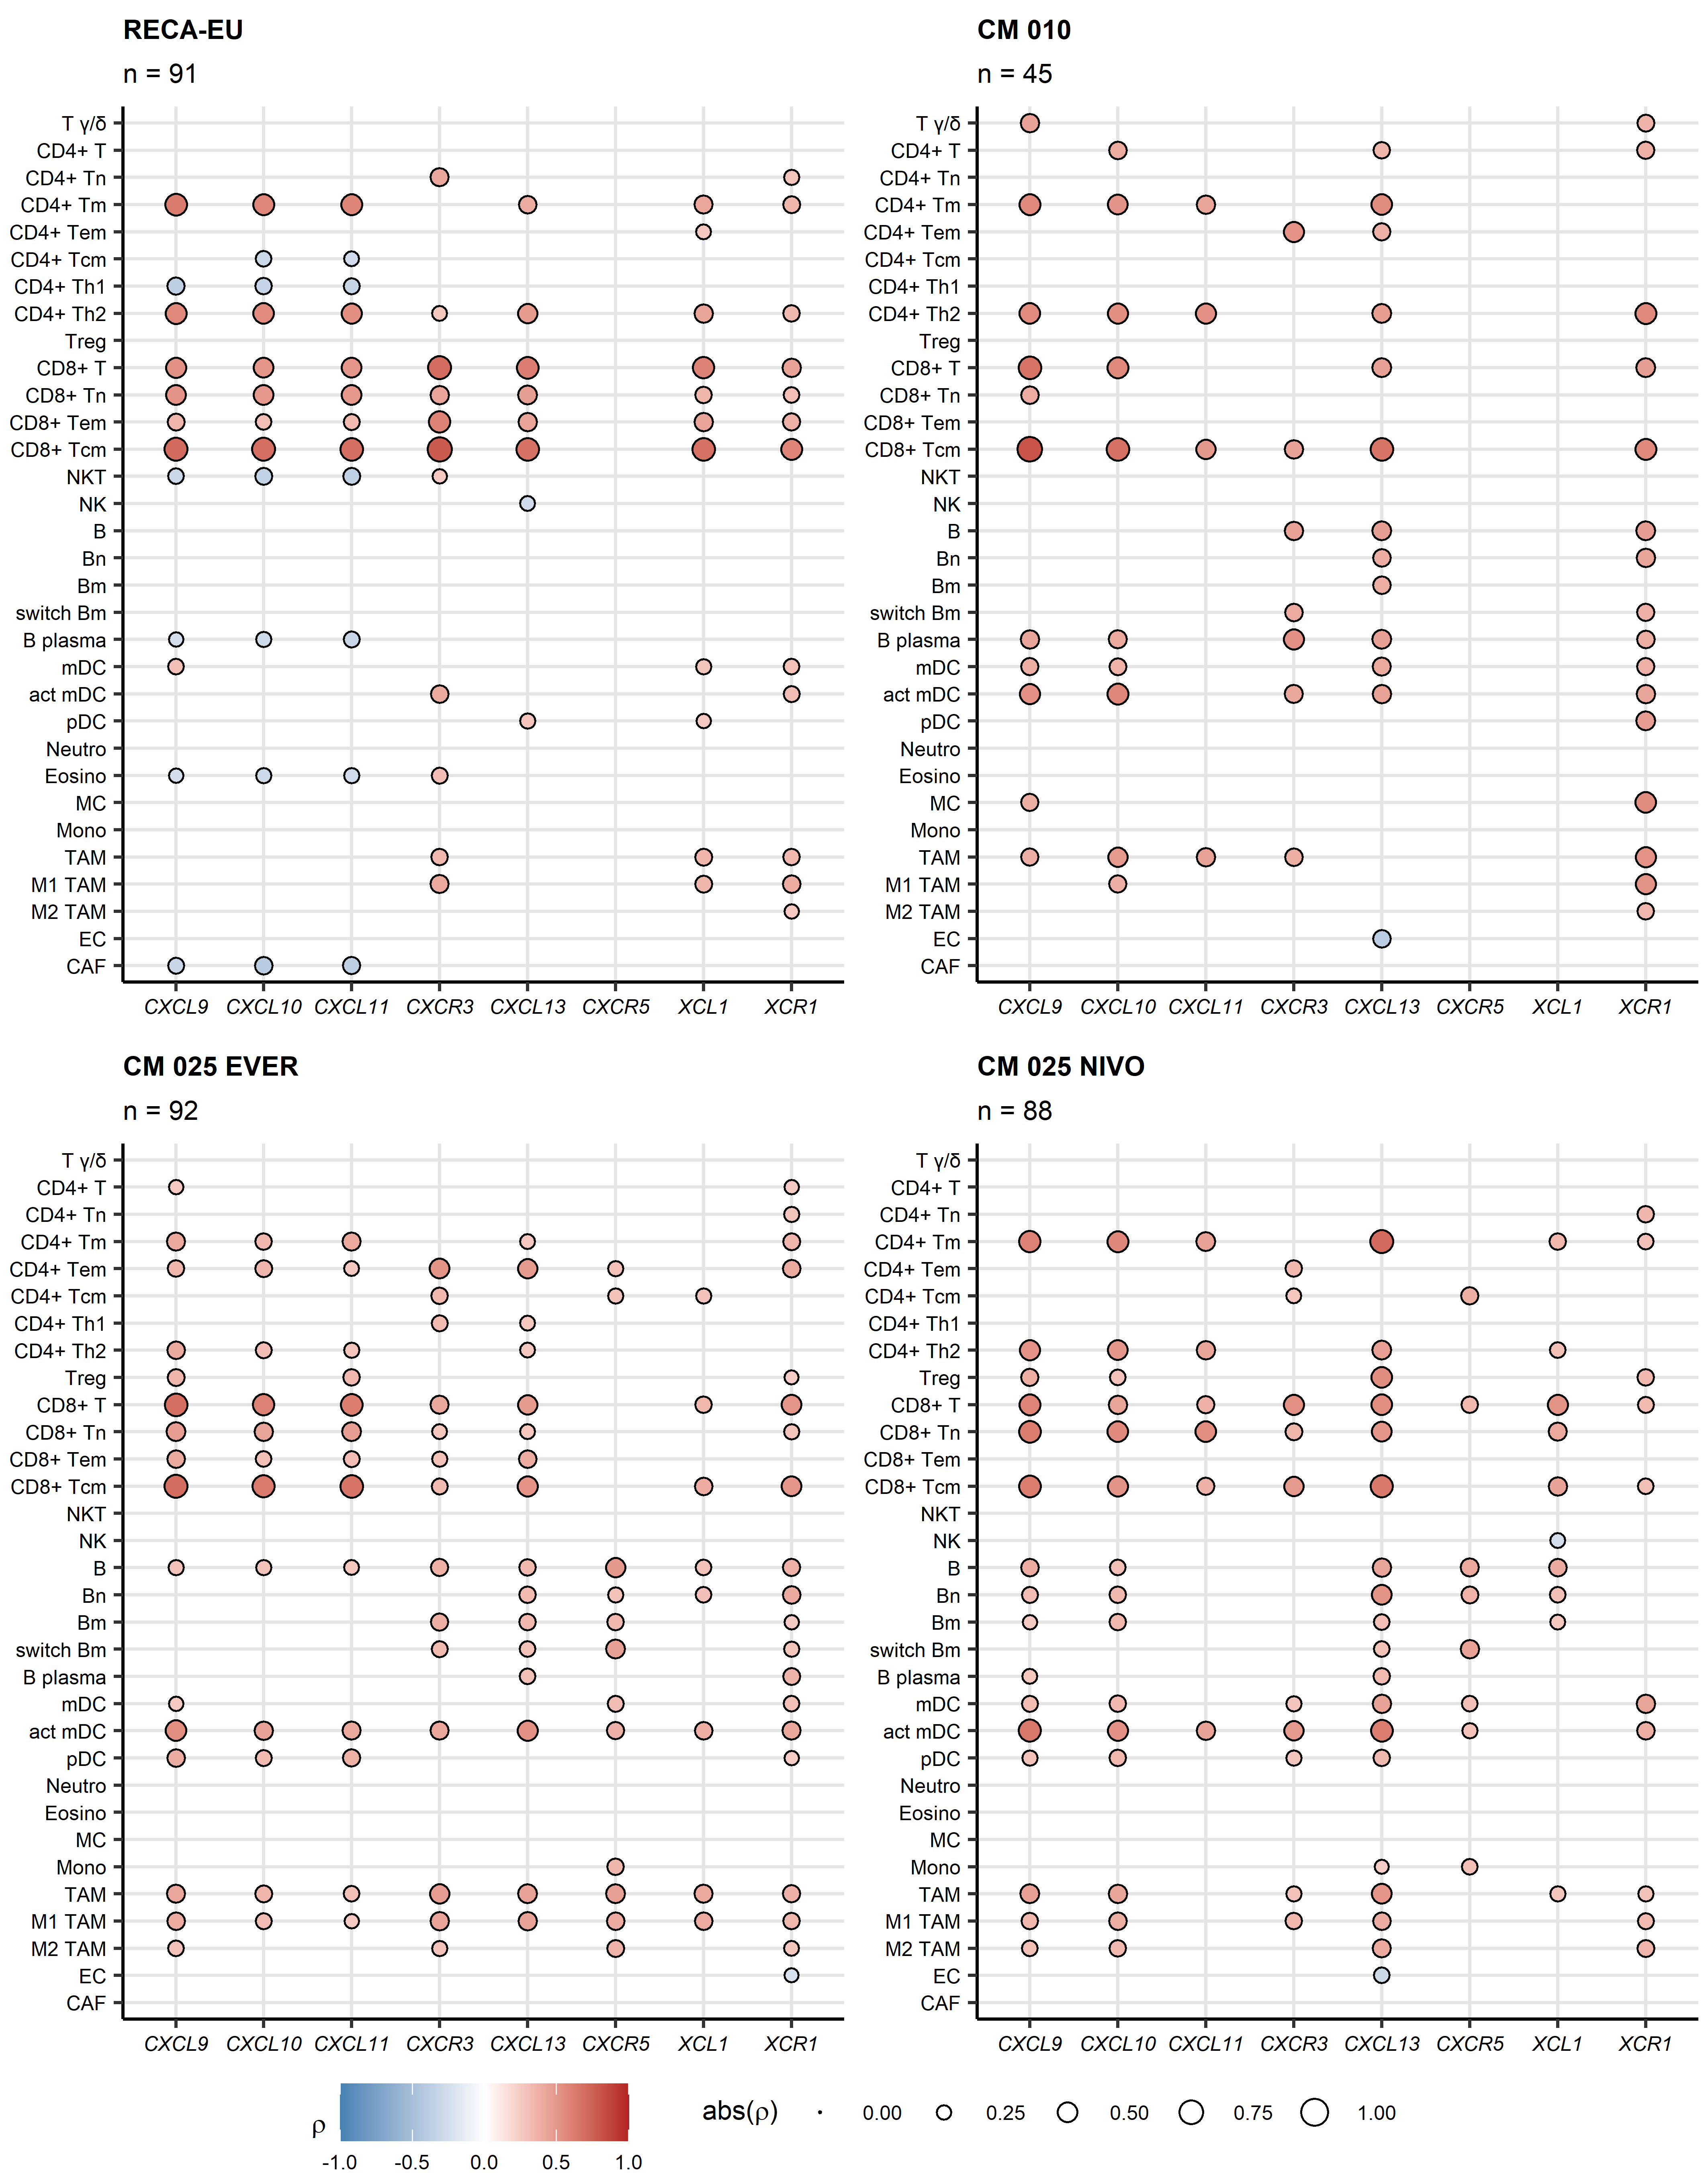 RECA-EU
n = 91
T γ/δ
CD4+ T
CD4+ Tn
CD4+ Tm
CD4+ Tem
CD4+ Tcm
CD4+ Th1
CD4+ Th2
Treg
CD8+ T
CD8+ Tn
CD8+ Tem
CD8+ Tcm
NKT
NK
B
Bn
Bm
switch Bm
B plasma
mDC
act mDC
pDC
Neutro
Eosino
MC
Mono
TAM
M1 TAM
M2 TAM
EC
CAF
CXCL9 CXCL10 CXCL11 CXCR3 CXCL13 CXCR5 XCL1 XCR1
CM 010
n = 45
T γ/δ
CD4+ T
CD4+ Tn
CD4+ Tm
CD4+ Tem
CD4+ Tcm
CD4+ Th1
CD4+ Th2
Treg
CD8+ T
CD8+ Tn
CD8+ Tem
CD8+ Tcm
NKT
NK
B
Bn
Bm
switch Bm
B plasma
mDC
act mDC
pDC
Neutro
Eosino
MC
Mono
TAM
M1 TAM
M2 TAM
EC
CAF
CXCL9 CXCL10 CXCL11 CXCR3 CXCL13 CXCR5 XCL1 XCR1
CM 025 EVER
n = 92
T γ/δ
CD4+ T
CD4+ Tn
CD4+ Tm
CD4+ Tem
CD4+ Tcm
CD4+ Th1
CD4+ Th2
Treg
CD8+ T
CD8+ Tn
CD8+ Tem
CD8+ Tcm
NKT
NK
B
Bn
Bm
switch Bm
B plasma
mDC
act mDC
pDC
Neutro
Eosino
MC
Mono
TAM
M1 TAM
M2 TAM
EC
CAF
CXCL9 CXCL10 CXCL11 CXCR3 CXCL13 CXCR5 XCL1 XCR1
CM 025 NIVO
n = 88
T γ/δ
CD4+ T
CD4+ Tn
CD4+ Tm
CD4+ Tem
CD4+ Tcm
CD4+ Th1
CD4+ Th2
Treg
CD8+ T
CD8+ Tn
CD8+ Tem
CD8+ Tcm
NKT
NK
B
Bn
Bm
switch Bm
B plasma
mDC
act mDC
pDC
Neutro
Eosino
MC
Mono
TAM
M1 TAM
M2 TAM
EC
CAF
CXCL9 CXCL10 CXCL11 CXCR3 CXCL13 CXCR5 XCL1 XCR1
ρ
-1.0 -0.5 0.0 0.5 1.0
abs(ρ) 0.00 0.25 0.50 0.75 1.00